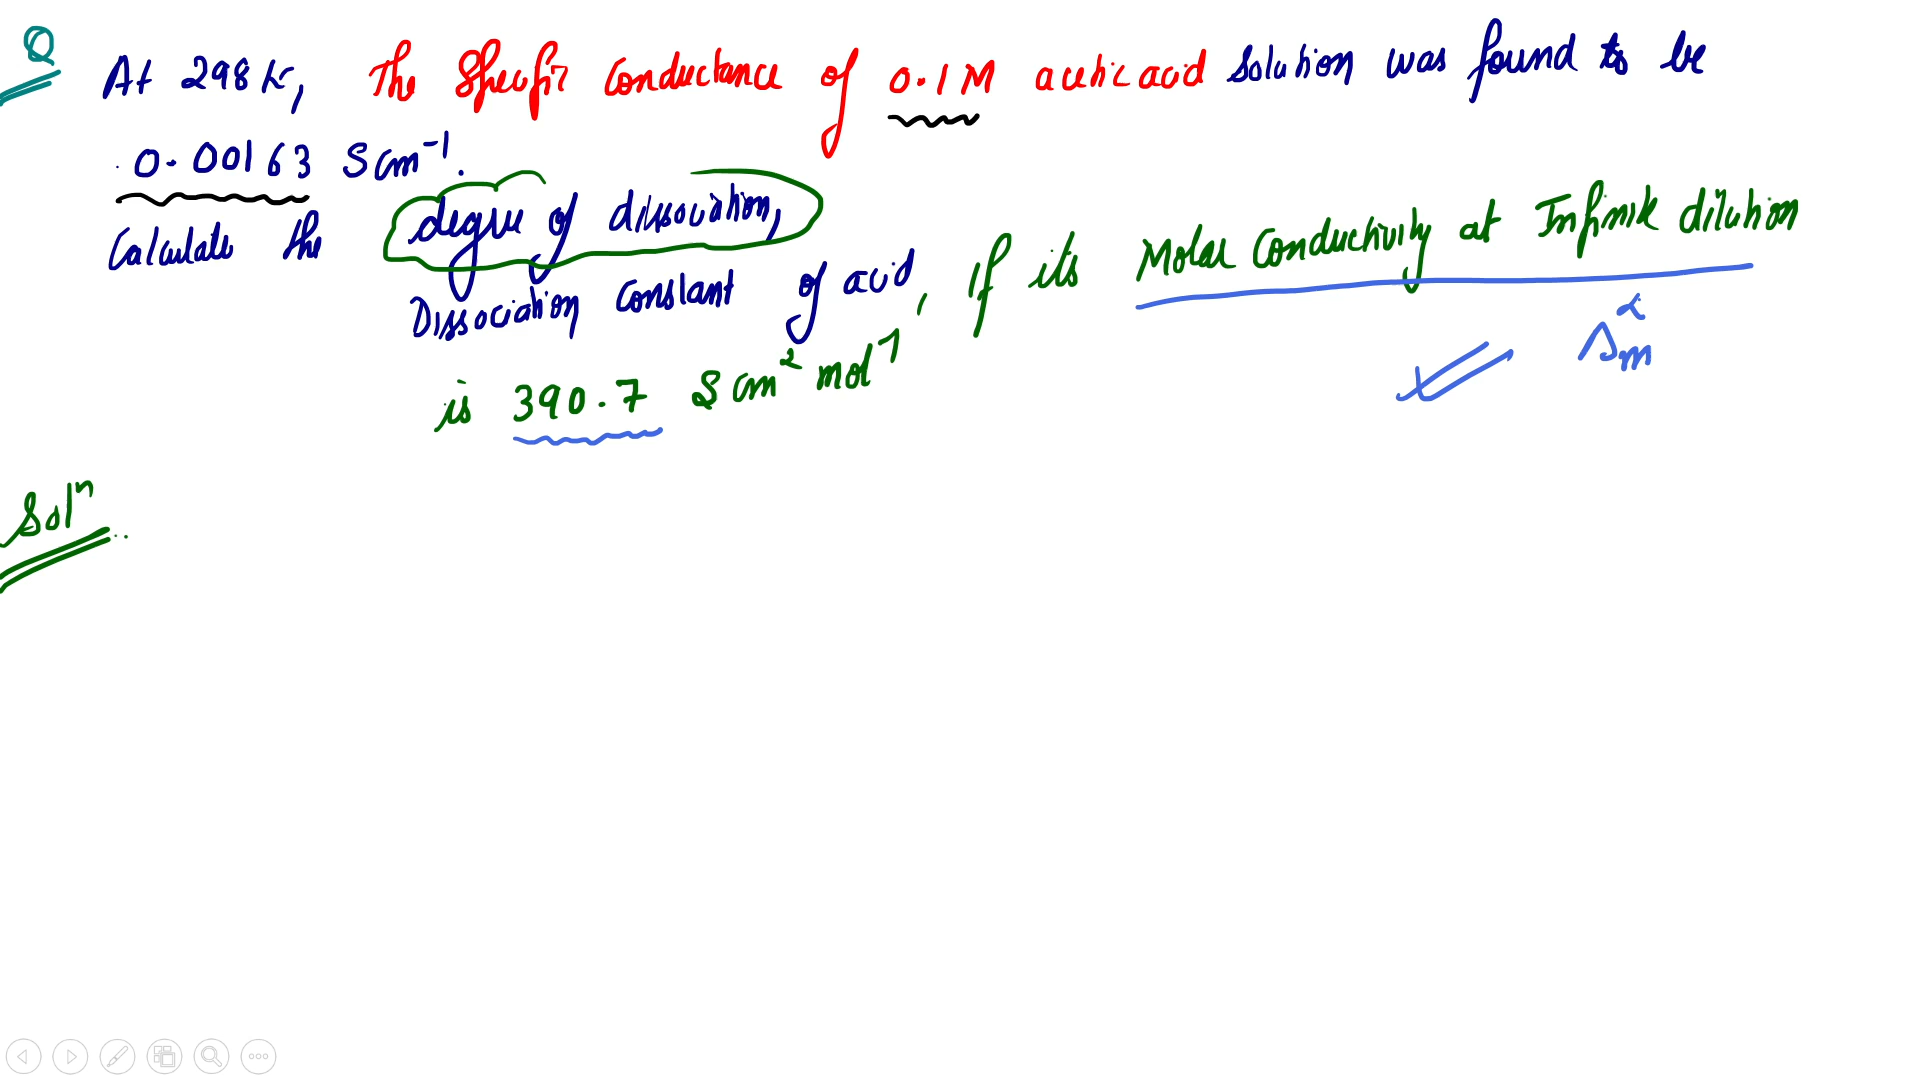 Q At 298 K, The Specific conductance of 0.1 M acetic acid solution was found to be
0.00163 S cm⁻¹.
Calculate the degree of dissociation,
Dissociation constant of acid, If its Molar conductivity at Infinite dilution
Λm^∝
is 390.7 S cm² mol⁻¹
Solⁿ